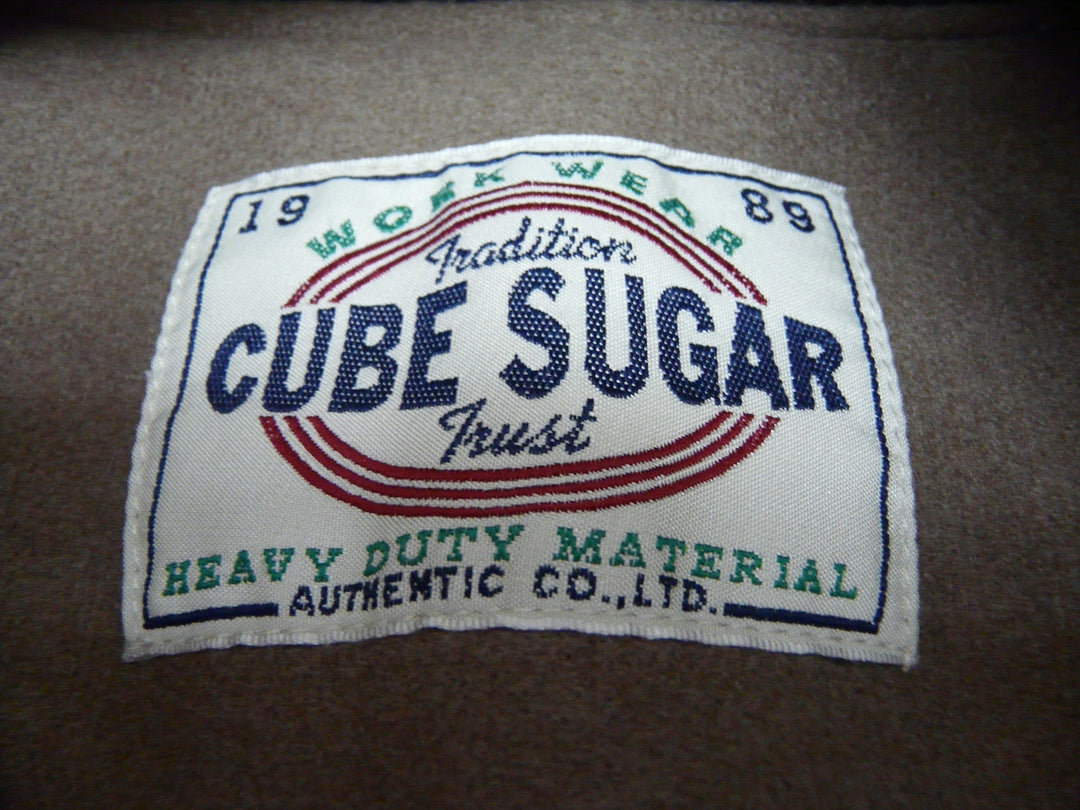 19 89
WORK WEAR
Tradition
CUBE SUGAR
Trust
HEAVY DUTY MATERIAL
AUTHENTIC CO.,LTD.